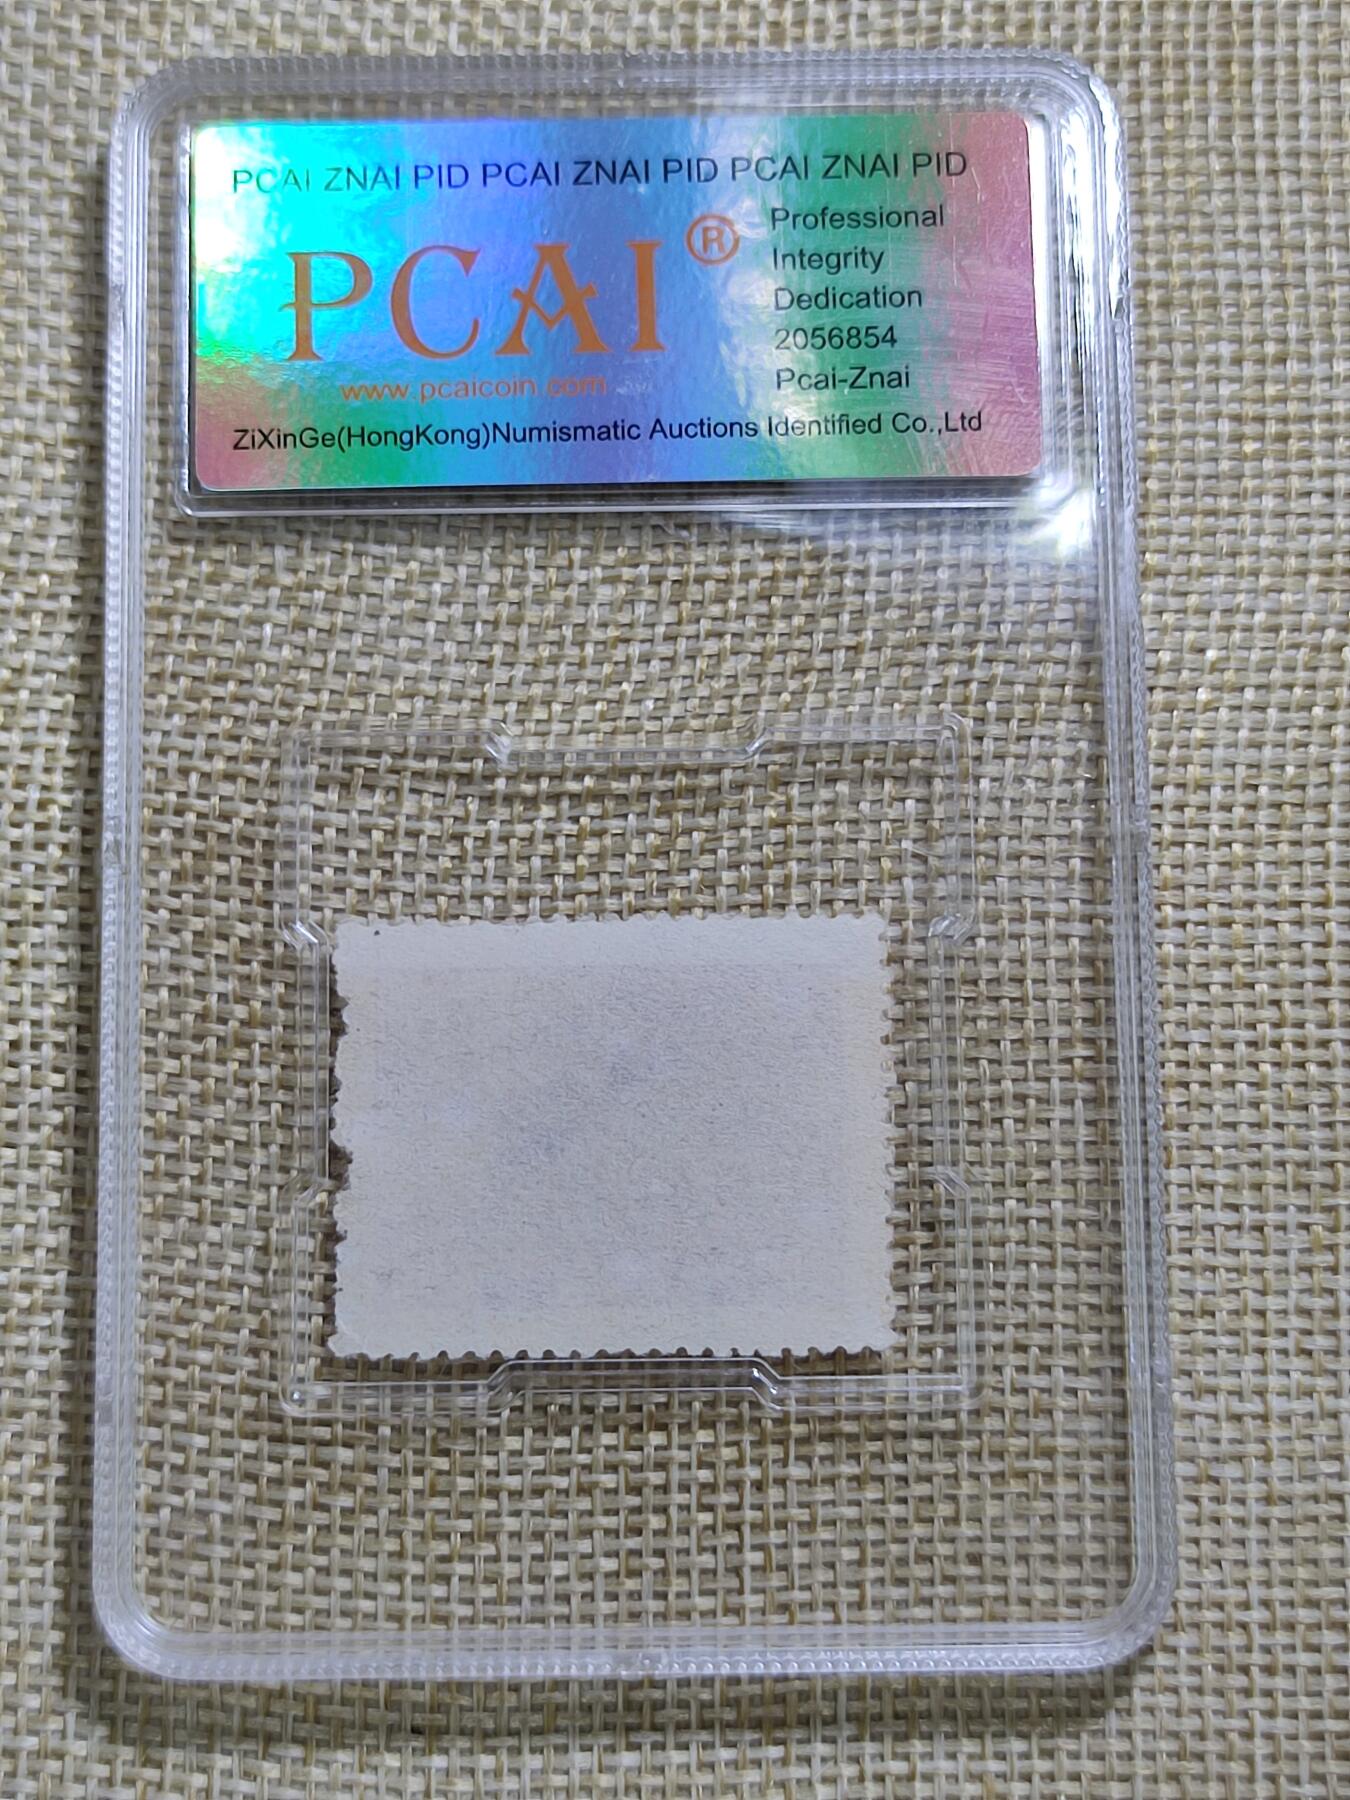 PCAI ZNAI PID PCAI ZNAI PID PCAI ZNAI PID
PCAI®
www.pcaicoin.com
Professional
Integrity
Dedication
2056854
Pcai-Znai
ZiXinGe(HongKong)Numismatic Auctions Identified Co.,Ltd